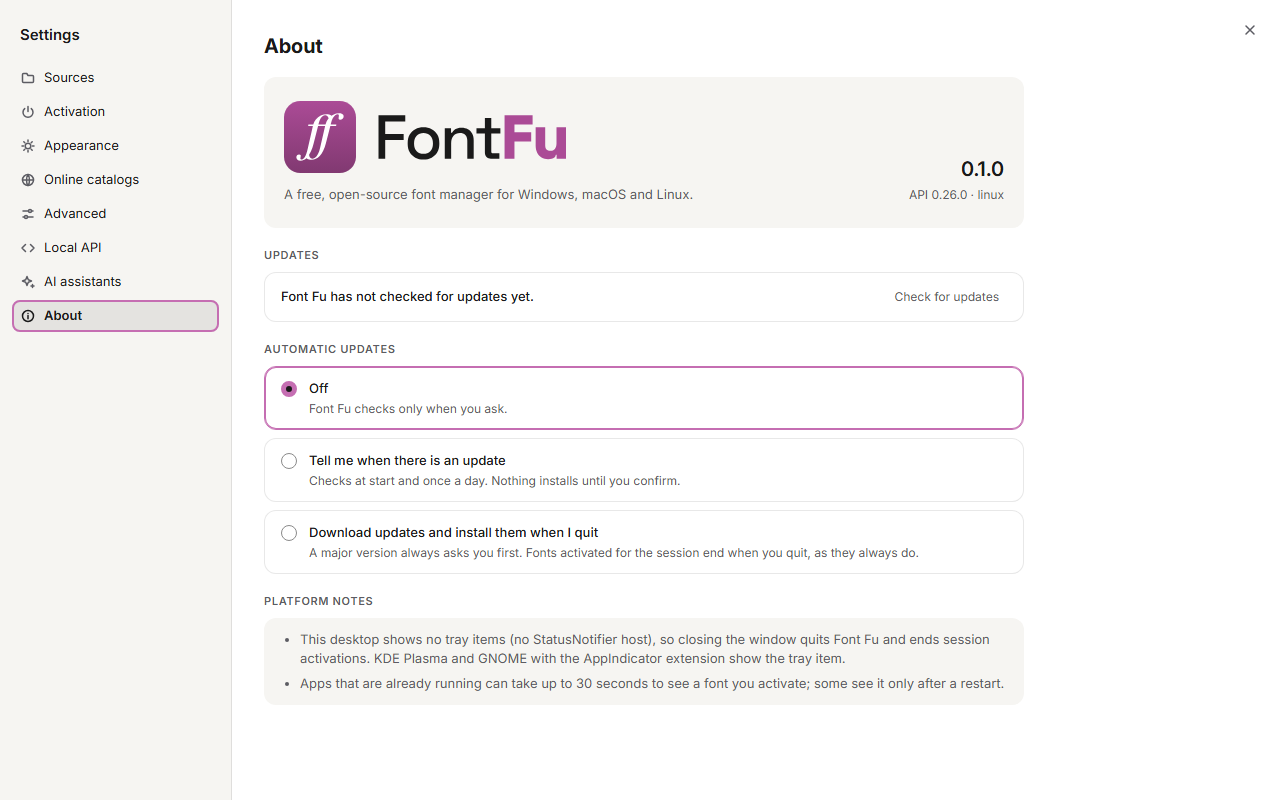 Settings
Sources
Activation
Appearance
Online catalogs
Advanced
Local API
AI assistants
About
About
ff FontFu
A free, open-source font manager for Windows, macOS and Linux.
0.1.0
API 0.26.0 · linux
UPDATES
Font Fu has not checked for updates yet.
Check for updates
AUTOMATIC UPDATES
Off
Font Fu checks only when you ask.
Tell me when there is an update
Checks at start and once a day. Nothing installs until you confirm.
Download updates and install them when I quit
A major version always asks you first. Fonts activated for the session end when you quit, as they always do.
PLATFORM NOTES
• This desktop shows no tray items (no StatusNotifier host), so closing the window quits Font Fu and ends session
activations. KDE Plasma and GNOME with the AppIndicator extension show the tray item.
• Apps that are already running can take up to 30 seconds to see a font you activate; some see it only after a restart.